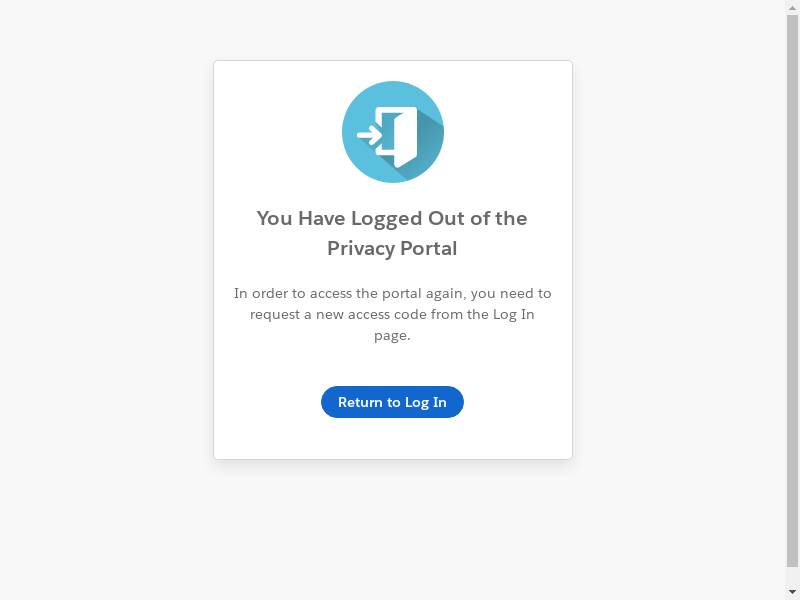 You Have Logged Out of the
Privacy Portal
In order to access the portal again, you need to
request a new access code from the Log In
page.
Return to Log In